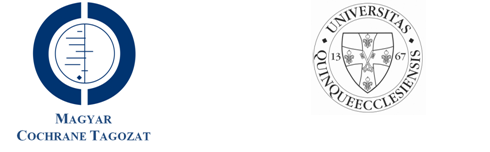 MAGYAR
COCHRANE TAGOZAT
UNIVERSITAS
QUINQUEECCLESIENSIS
13 67